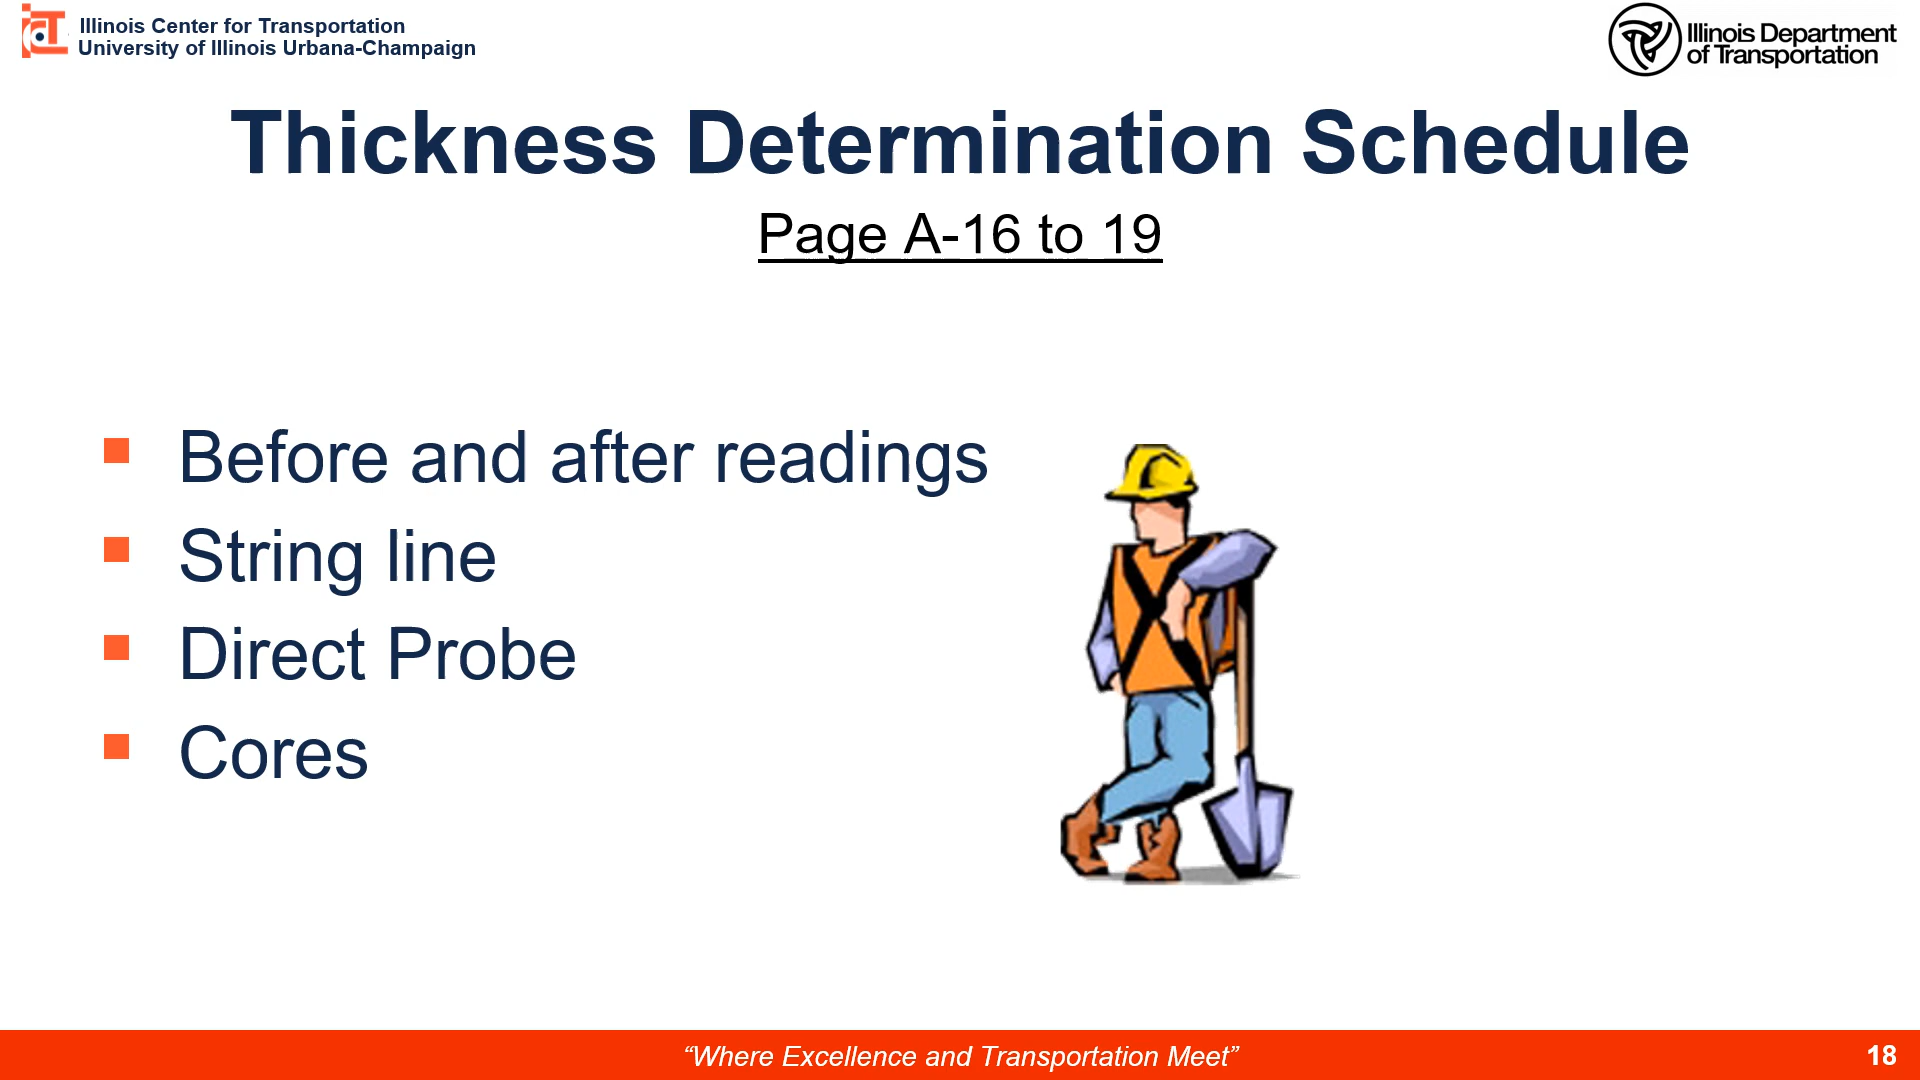 Illinois Center for Transportation
University of Illinois Urbana-Champaign
Illinois Department
of Transportation
Thickness Determination Schedule
Page A-16 to 19
Before and after readings
String line
Direct Probe
Cores
“Where Excellence and Transportation Meet”
18